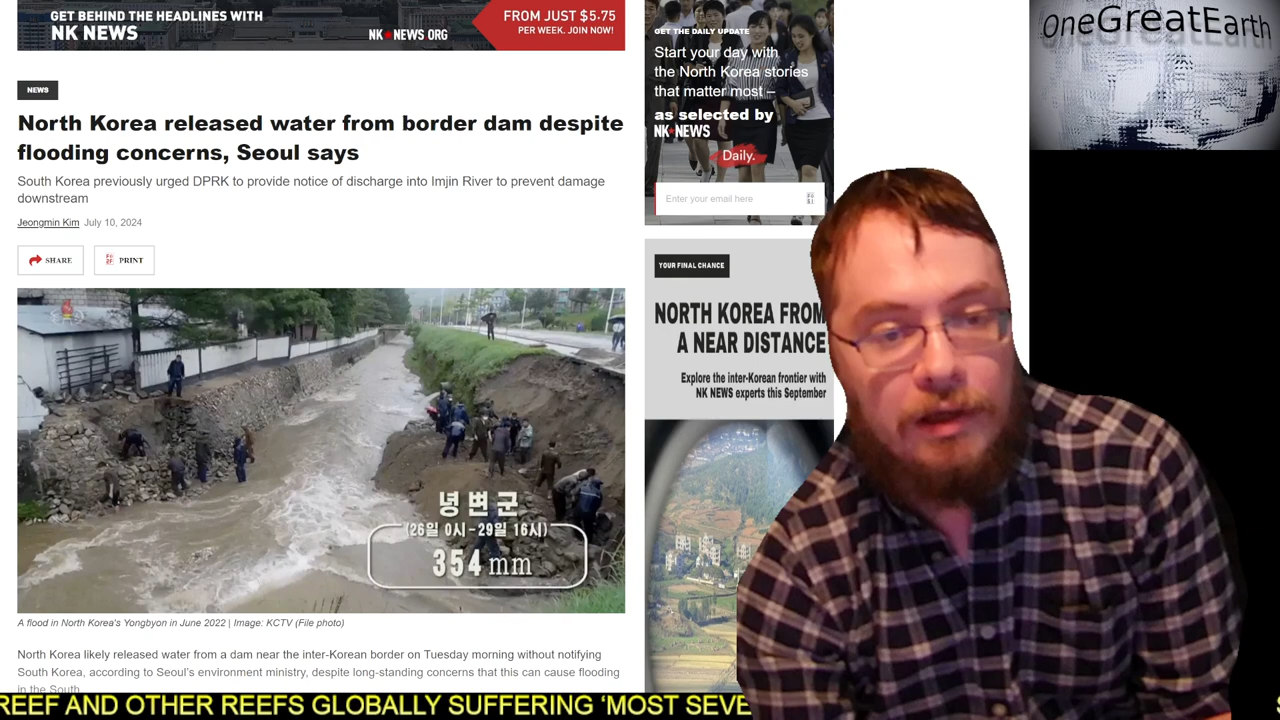 GET BEHIND THE HEADLINES WITH
NK NEWS
NK NEWS ORG
FROM JUST $5.75
PER WEEK. JOIN NOW!
NEWS
North Korea released water from border dam despite
flooding concerns, Seoul says
South Korea previously urged DPRK to provide notice of discharge into Imjin River to prevent damage
downstream
Jeongmin Kim July 10, 2024
SHARE
PRINT
녕변군
(26일 0시-29일 16시)
354 mm
A flood in North Korea's Yongbyon in June 2022 | Image: KCTV (File photo)
North Korea likely released water from a dam near the inter-Korean border on Tuesday morning without notifying
South Korea, according to Seoul's environment ministry, despite long-standing concerns that this can cause flooding
in the South.
GET THE DAILY UPDATE
Start your day with
the North Korea stories
that matter most –
as selected by
NK NEWS
Daily.
Enter your email here
YOUR FINAL CHANCE
NORTH KOREA FROM
A NEAR DISTANCE
Explore the inter-Korean frontier with
NK NEWS experts this September
OneGreatEarth
REEF AND OTHER REEFS GLOBALLY SUFFERING ‘MOST SEVE